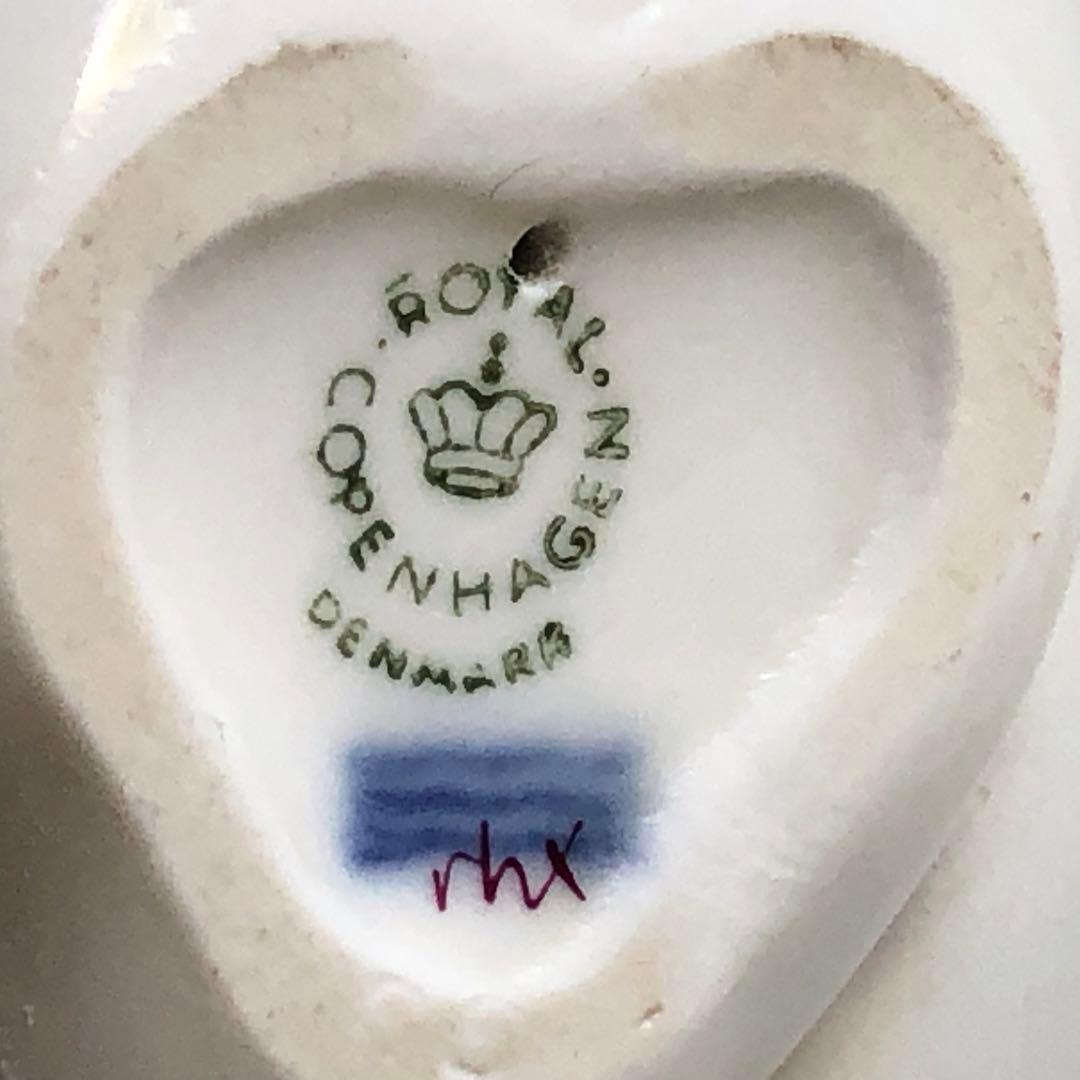 ROYAL.
COPENHAGEN
DENMARK
rhx